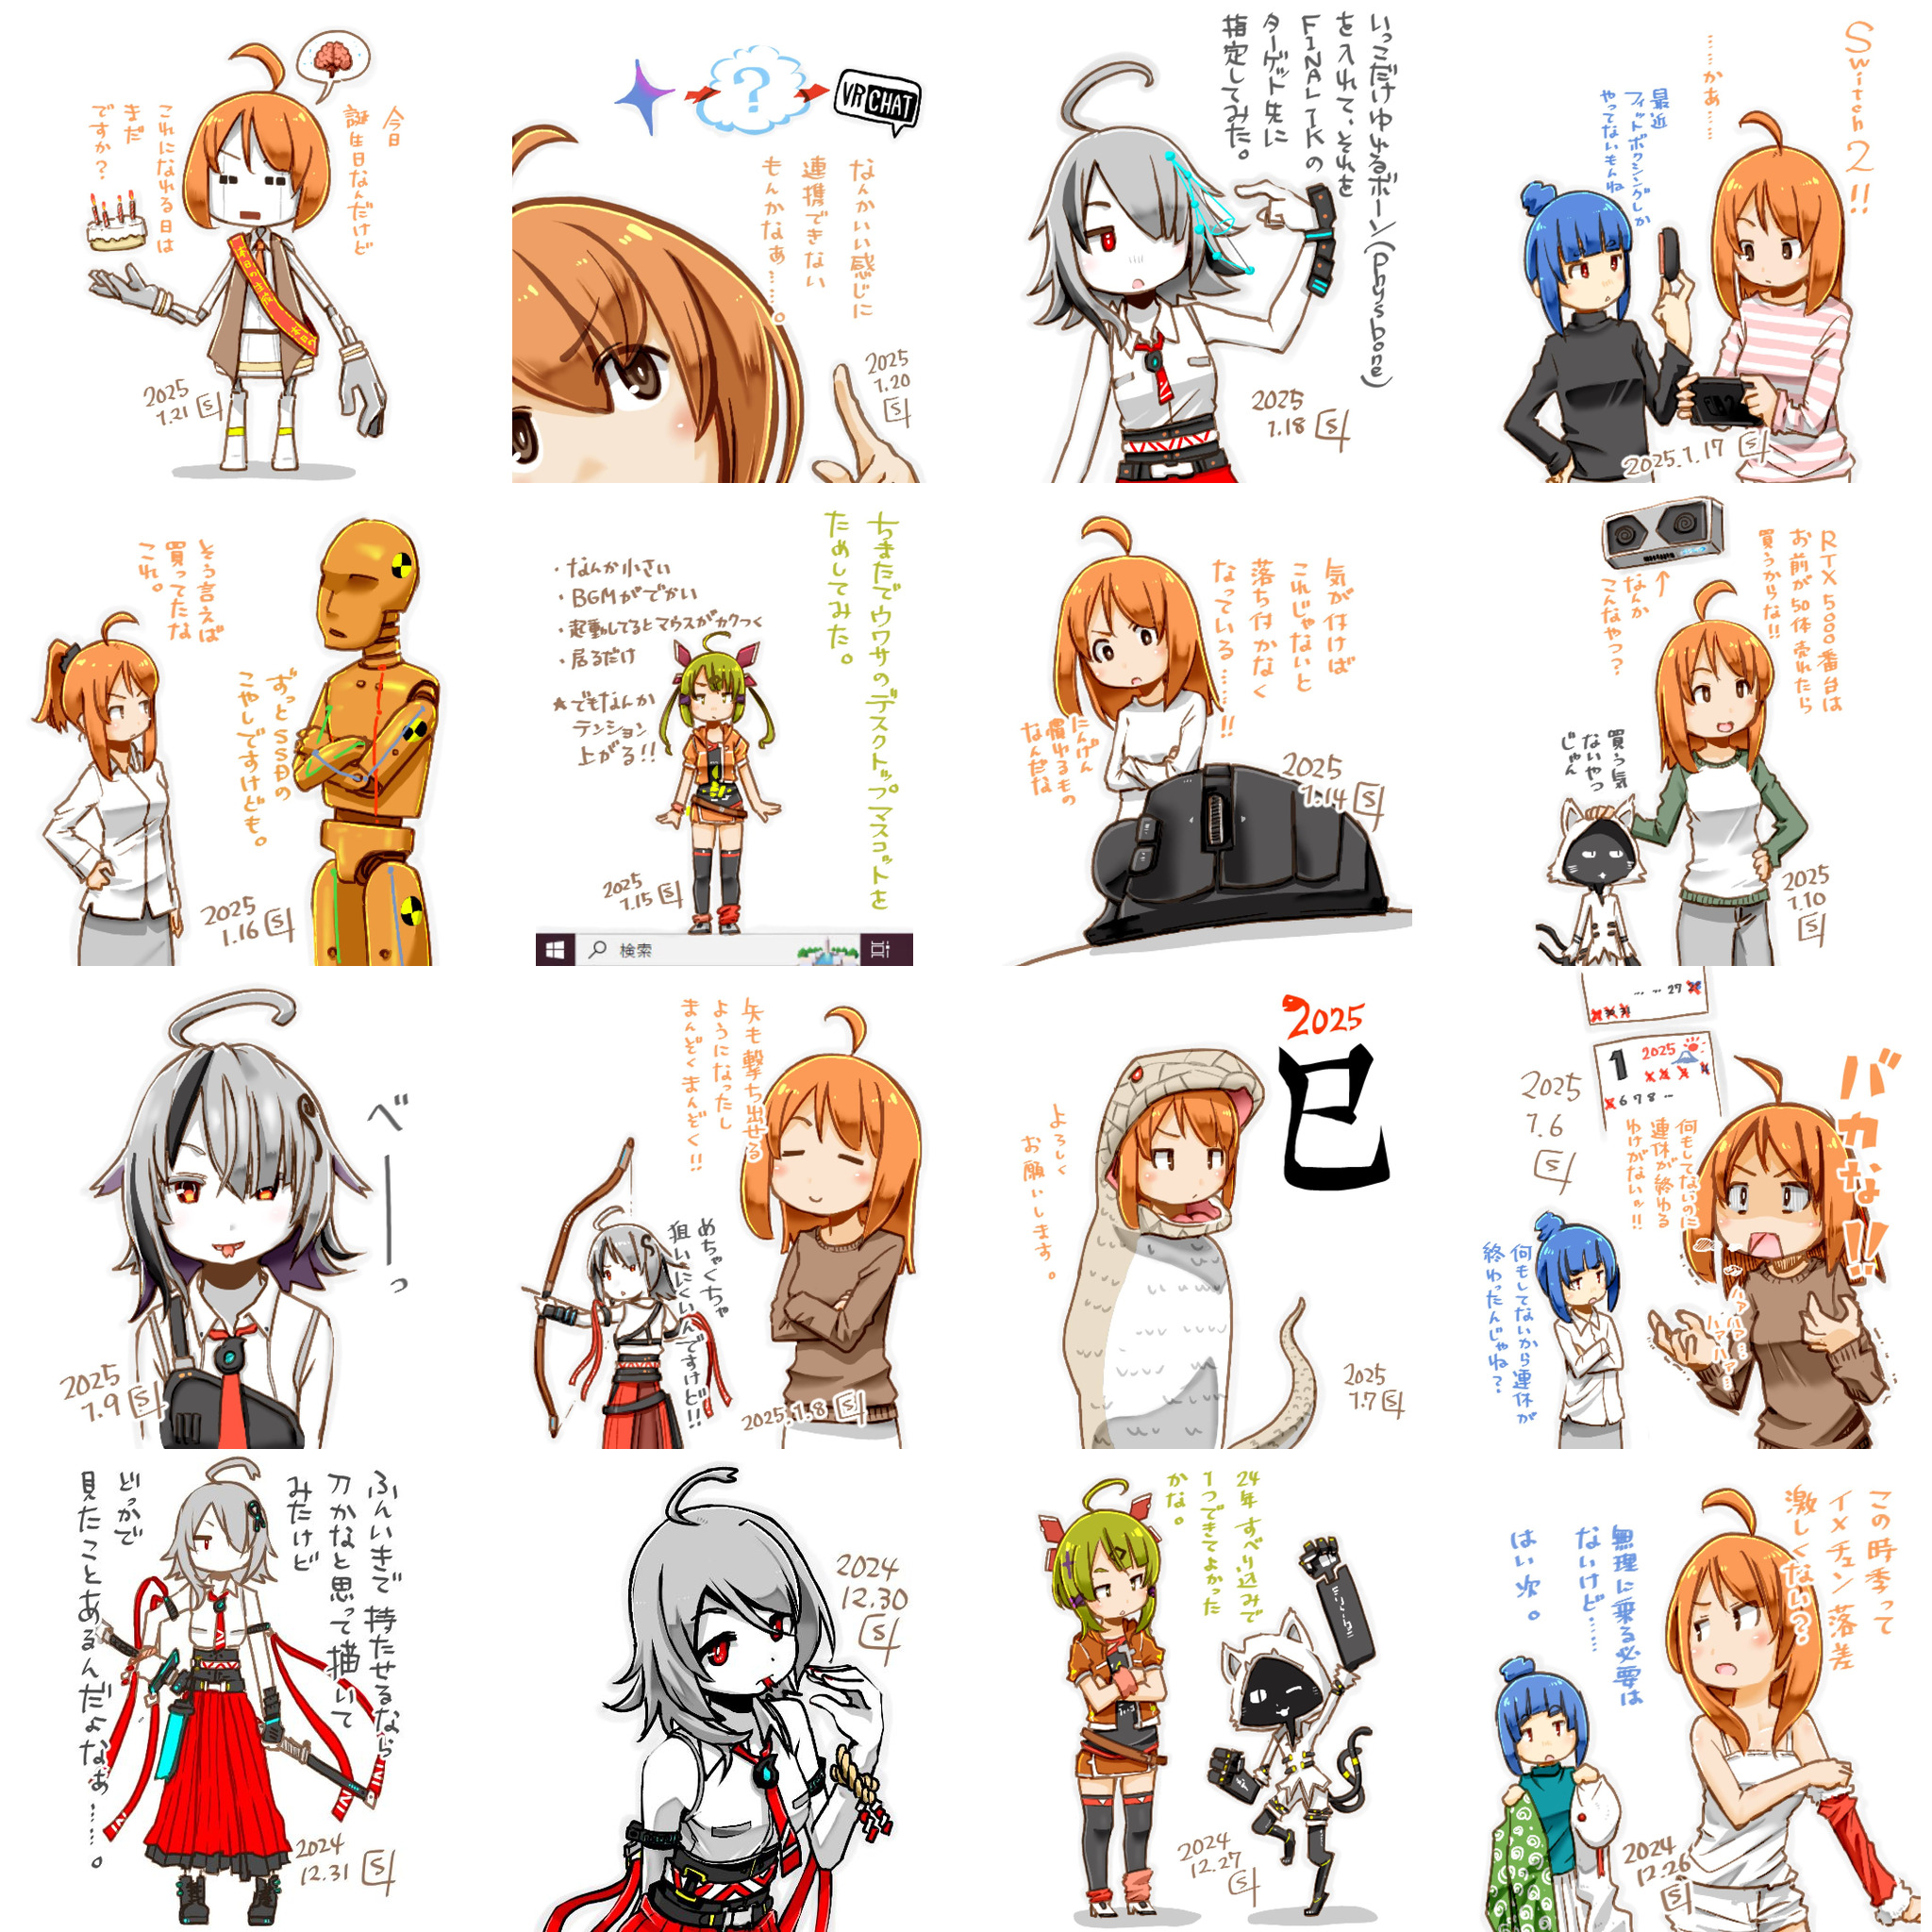 今日
誕生日なんだけど
これになれる日は
まだ
ですか?
2025
1.21
?
VRCHAT
なんかいい感じに
連携できない
もんかなぁ……。
2025
1.20
いっこだけゆれるボーン(Physbone)
を入れて、それを
FINAL IKの
ターゲット先に
指定してみた。
2025
1.18
Switch2!!
……かぁ……
最近
フィットボクシングしか
やってないもんね
2025.1.17
そう言えば
買ってたな
これ。
ずっとSSDの
こやしですけども。
2025
1.16
ちまたでウワサのデスクトップマスコットを
ためしてみた。
・なんか小さい
・BGMがでかい
・起動してるとマウスがカクつく
・居るだけ
★でもなんか
テンション
上がる!!
2025
1.15
検索
気が付けば
これじゃないと
落ち付かなく
なっている……!!
にんげん
慣れるもの
なんだな
2025
1.14
RTX5000番台は
お前が50体売れたら
買うからな!!
なんか
こんなやつ?
買う気
ないやつ
じゃん
2025
1.10
べーっ
2025
1.9
矢も撃ち出せる
ようになったし
まんぞくまんぞく!!
めちゃくちゃ
狙いにくいんですけど!!
2025.1.8
2025
巳
よろしく
お願いします。
2025
1.7
27
1
2025
6 7 8
バカな!!
何もしてないのに
連休が終わる
わけがないッ!!
ハァハァ…
ハァハァ…
何もしてないから連休が
終わったんじゃね?
2025
1.6
ふんいきで持たせるなら
刀かなと思って描いて
みたけど
どっかで
見たことあるんだよなぁ……。
2024
12.31
2024
12.30
24年すべり込みで
1つできてよかった
かな。
2024
12.27
この時季って
イメチェン落差
激しくない?
無理に乗る必要は
ないけど……
はい次。
2024
12.26